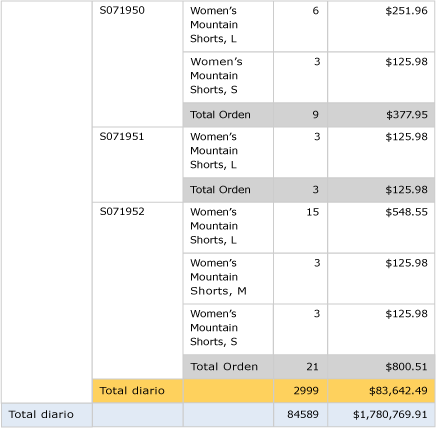 S071950 Women's 6 $251.96
Mountain
Shorts, L
Women's 3 $125.98
Mountain
Shorts, S
Total Orden 9 $377.95
S071951 Women's 3 $125.98
Mountain
Shorts, L
Total Orden 3 $125.98
S071952 Women's 15 $548.55
Mountain
Shorts, L
Women's 3 $125.98
Mountain
Shorts, M
Women's 3 $125.98
Mountain
Shorts, S
Total Orden 21 $800.51
Total diario 2999 $83,642.49
Total diario 84589 $1,780,769.91